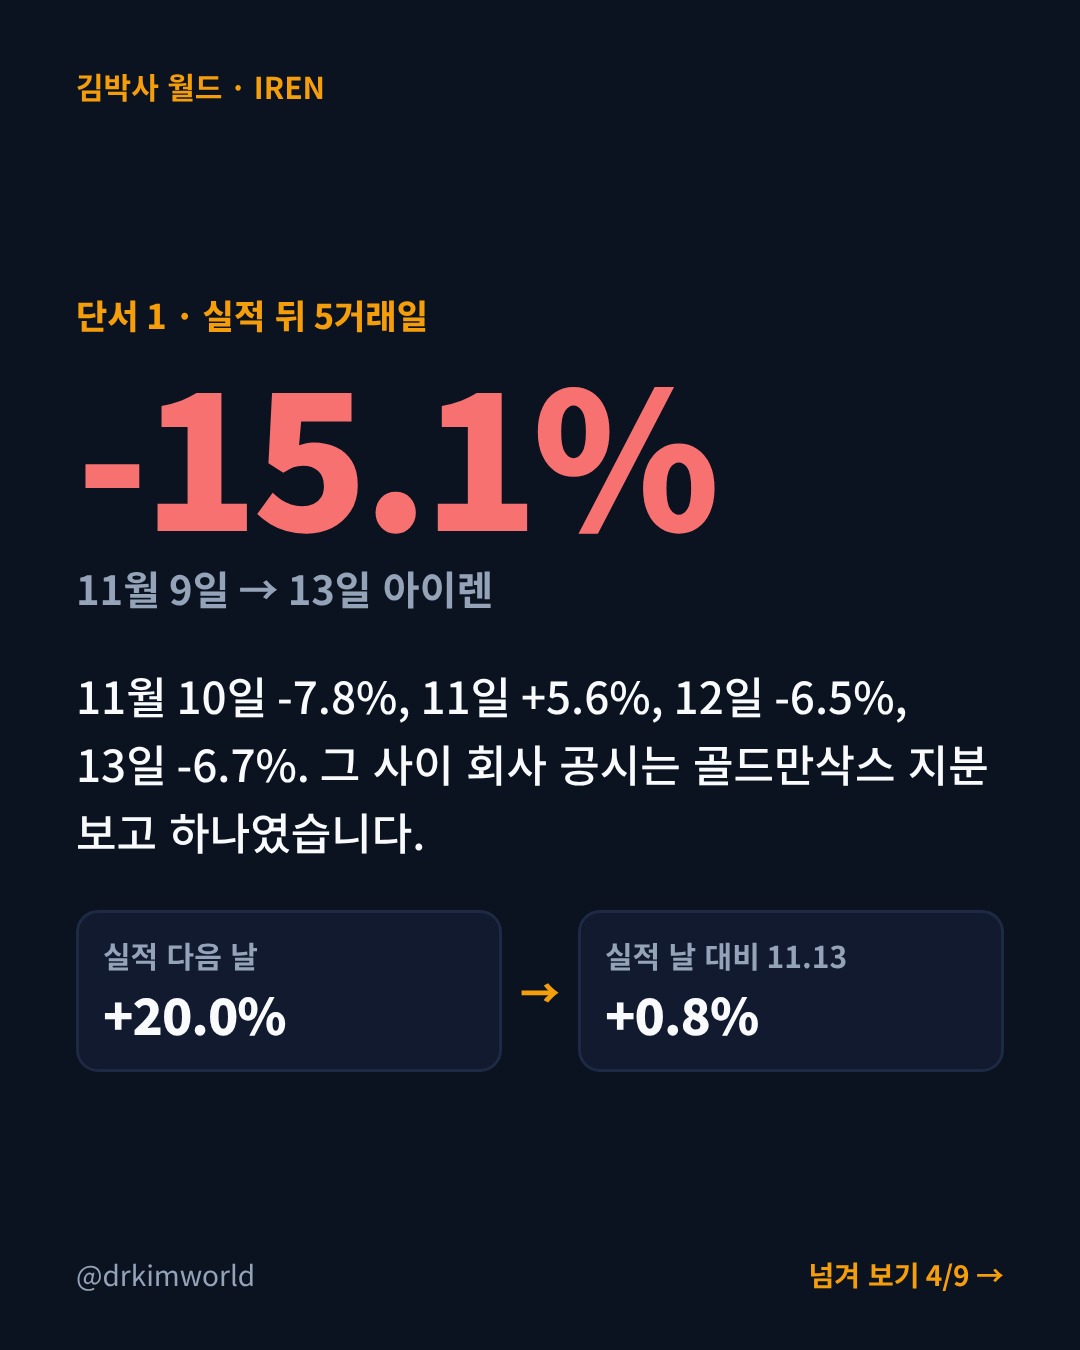 김박사 월드 · IREN
단서 1 · 실적 뒤 5거래일
-15.1%
11월 9일 → 13일 아이렌
11월 10일 -7.8%, 11일 +5.6%, 12일 -6.5%,
13일 -6.7%. 그 사이 회사 공시는 골드만삭스 지분
보고 하나였습니다.
실적 다음 날
+20.0%
→
실적 날 대비 11.13
+0.8%
@drkimworld
넘겨 보기 4/9 →